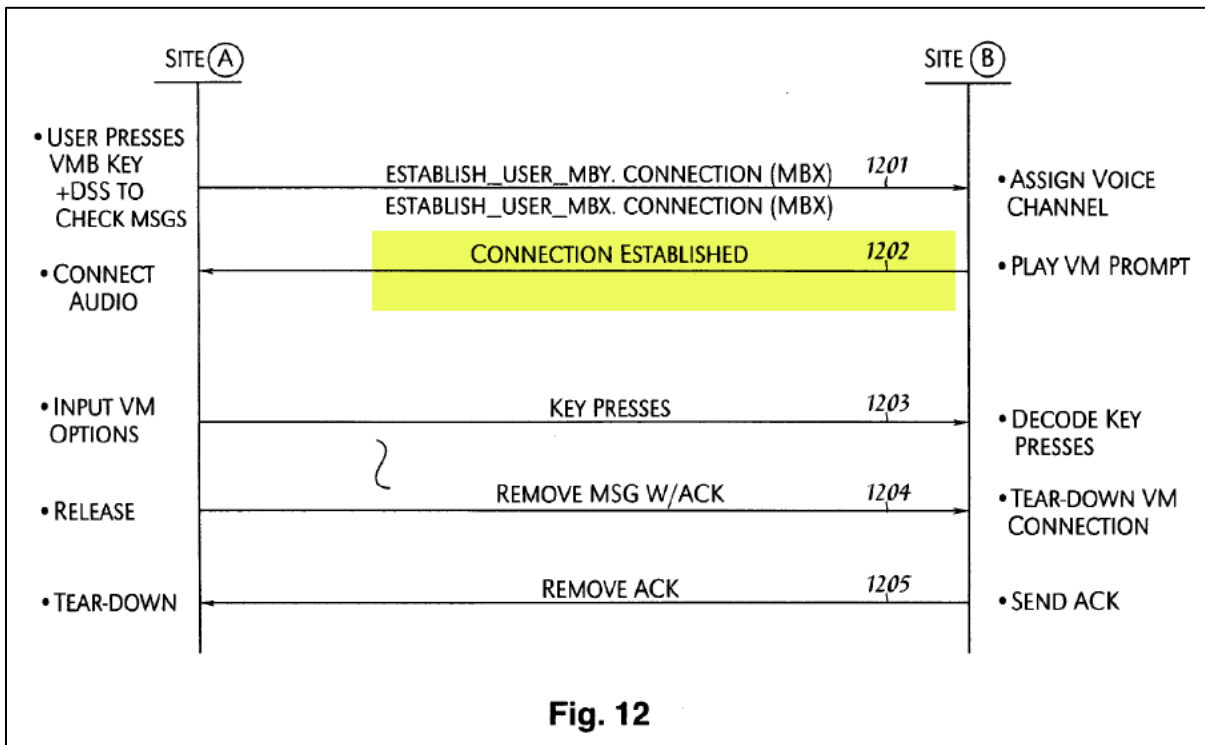 SITE A
SITE B
• USER PRESSES
VMB KEY
+DSS TO
CHECK MSGS
ESTABLISH_USER_MBY. CONNECTION (MBX)
1201
ESTABLISH_USER_MBX. CONNECTION (MBX)
• ASSIGN VOICE
CHANNEL
• CONNECT
AUDIO
CONNECTION ESTABLISHED
1202
• PLAY VM PROMPT
• INPUT VM
OPTIONS
KEY PRESSES
1203
• DECODE KEY
PRESSES
• RELEASE
REMOVE MSG W/ACK
1204
• TEAR-DOWN VM
CONNECTION
• TEAR-DOWN
REMOVE ACK
1205
• SEND ACK
Fig. 12